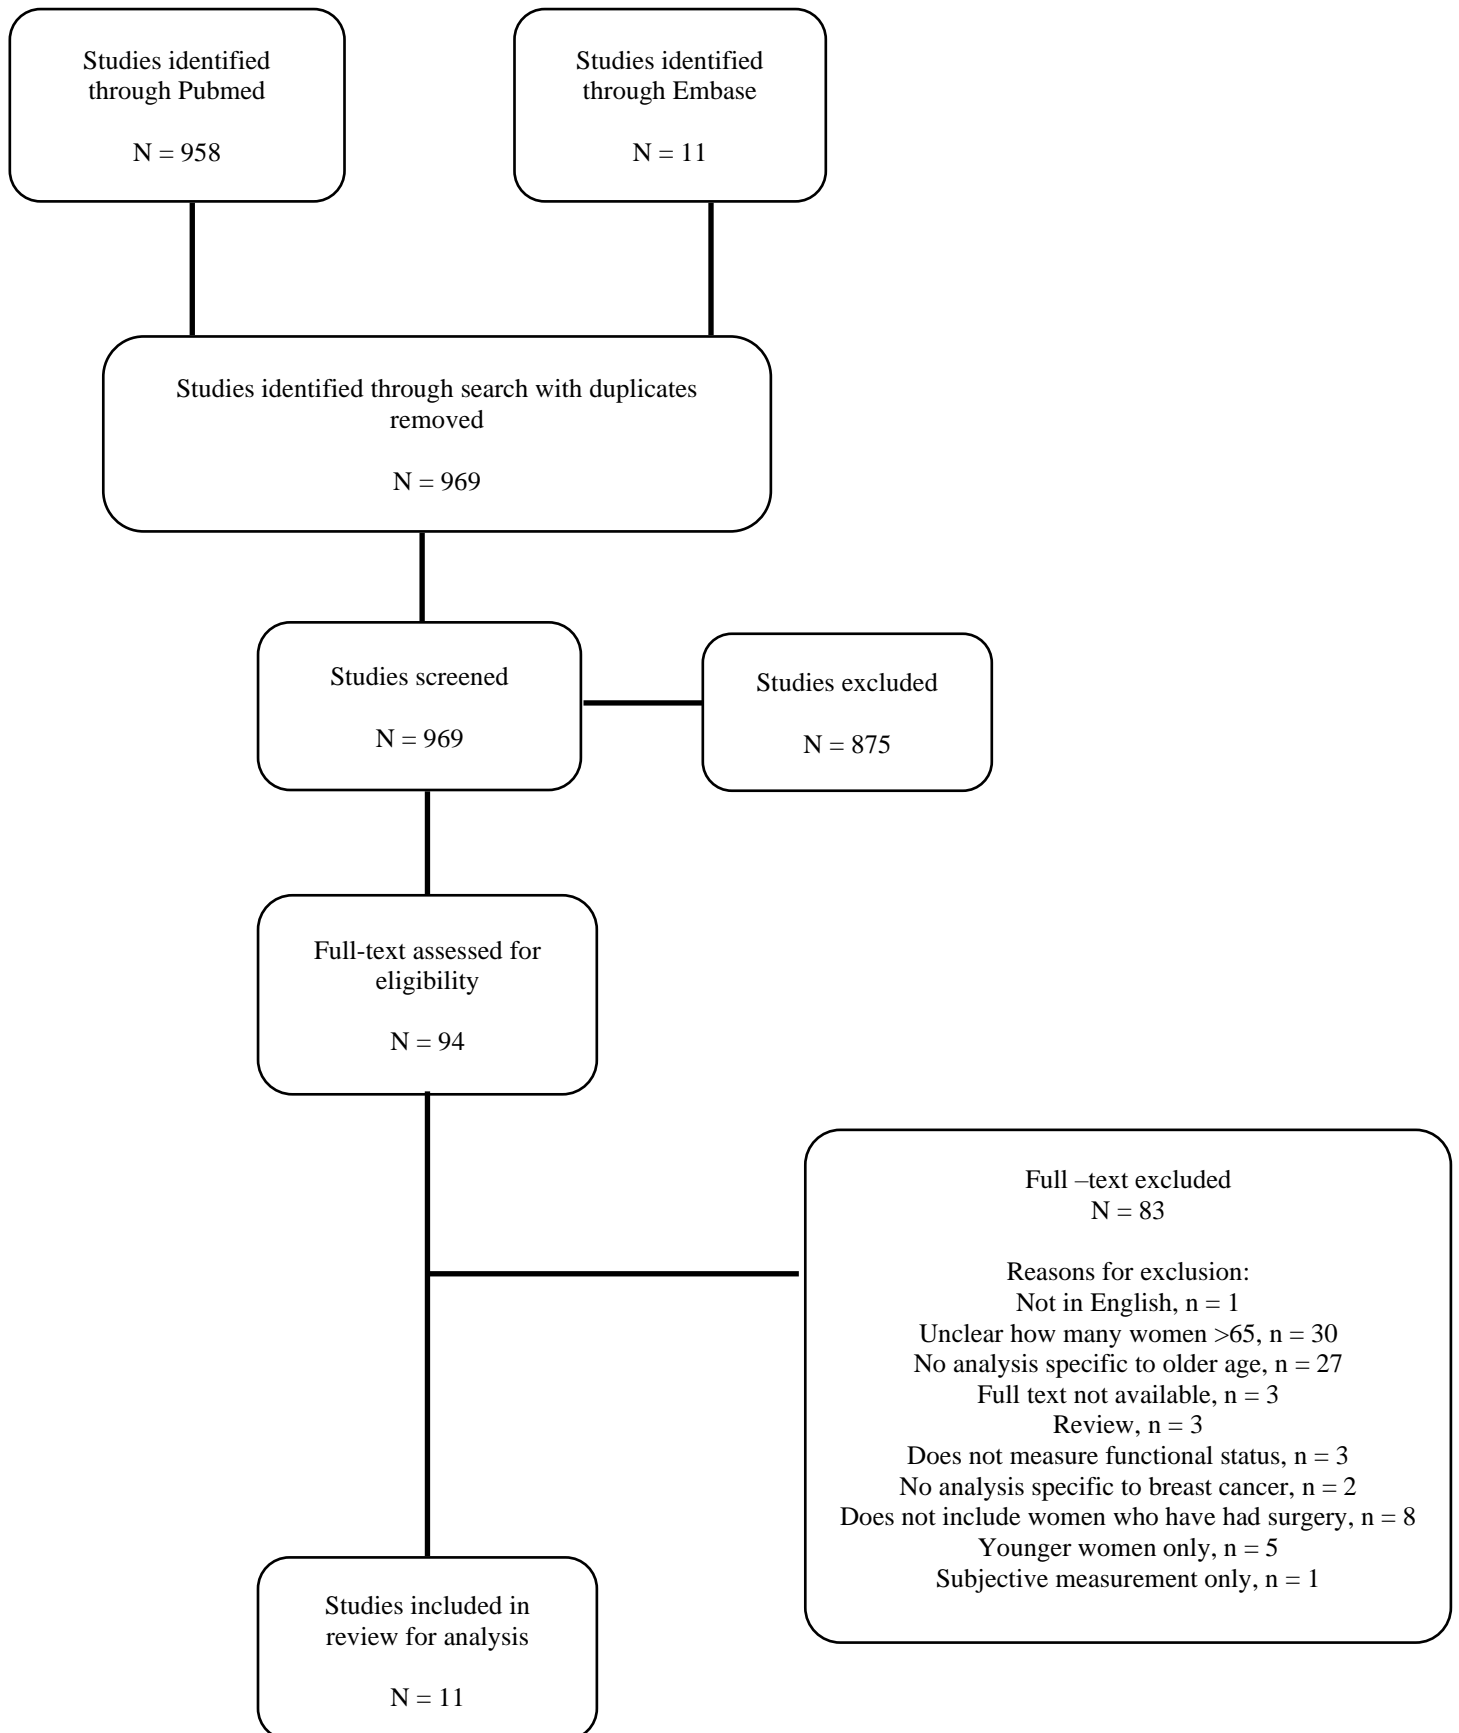 Studies identified
through Pubmed
N = 958
Studies identified
through Embase
N = 11
Studies identified through search with duplicates
removed
N = 969
Studies screened
N = 969
Studies excluded
N = 875
Full-text assessed for
eligibility
N = 94
Full –text excluded
N = 83
Reasons for exclusion:
Not in English, n = 1
Unclear how many women >65, n = 30
No analysis specific to older age, n = 27
Full text not available, n = 3
Review, n = 3
Does not measure functional status, n = 3
No analysis specific to breast cancer, n = 2
Does not include women who have had surgery, n = 8
Younger women only, n = 5
Subjective measurement only, n = 1
Studies included in
review for analysis
N = 11